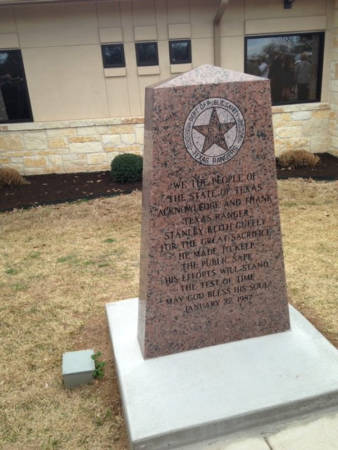 DEPARTMENT OF PUBLIC SAFETY
TEXAS RANGERS
WE THE PEOPLE OF
THE STATE OF TEXAS
ACKNOWLEDGE AND THANK
TEXAS RANGER
STANLEY KEITH GUFFEY
FOR THE GREAT SACRIFICE
HE MADE TO KEEP
THE PUBLIC SAFE
HIS EFFORTS WILL STAND
THE TEST OF TIME
MAY GOD BLESS HIS SOUL
JANUARY 22, 1987